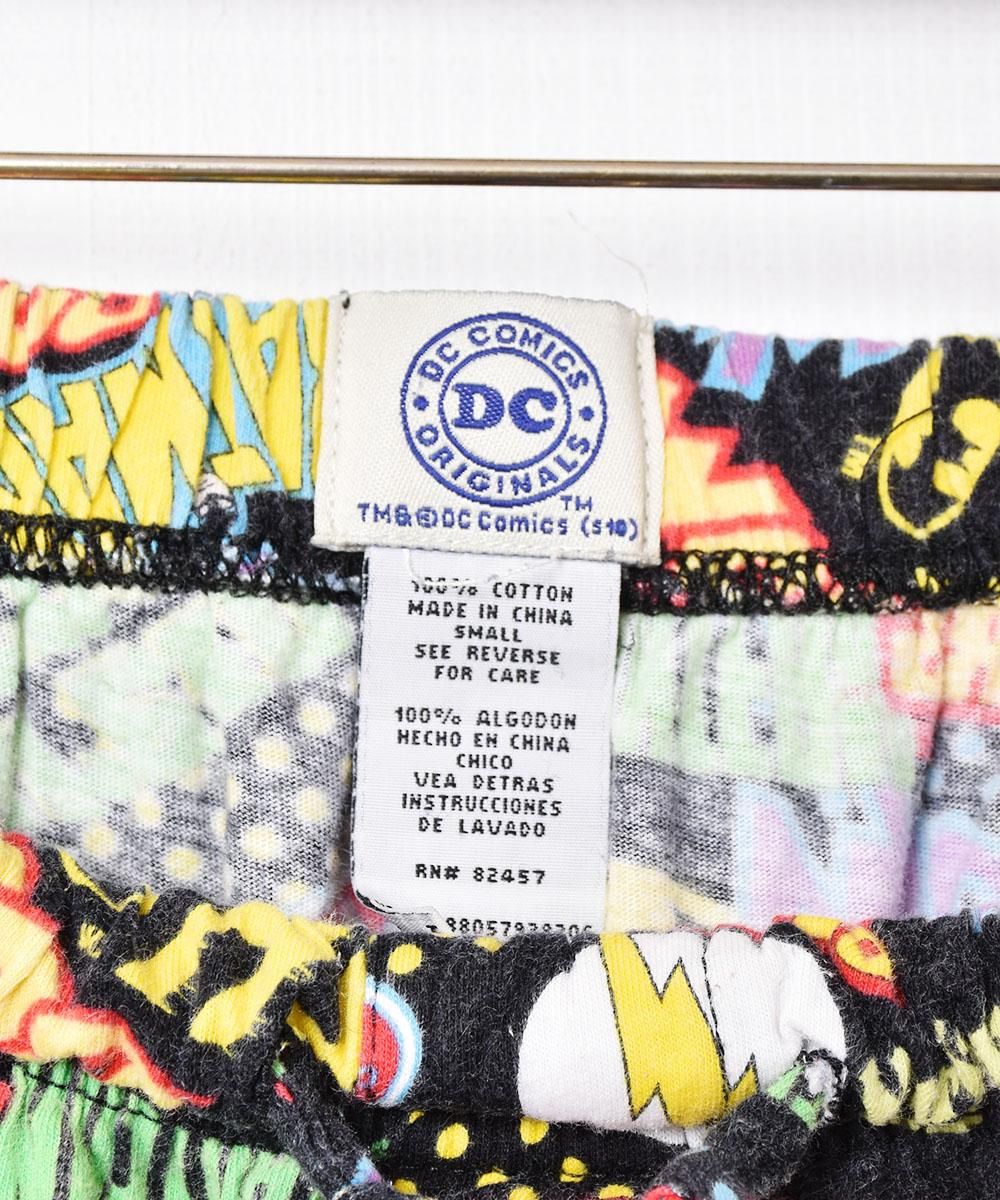 DC COMICS
DC
ORIGINALS
TM
TM&©DC Comics (s10)
100% COTTON
MADE IN CHINA
SMALL
SEE REVERSE
FOR CARE
100% ALGODON
HECHO EN CHINA
CHICO
VEA DETRAS
INSTRUCCIONES
DE LAVADO
RN# 82457